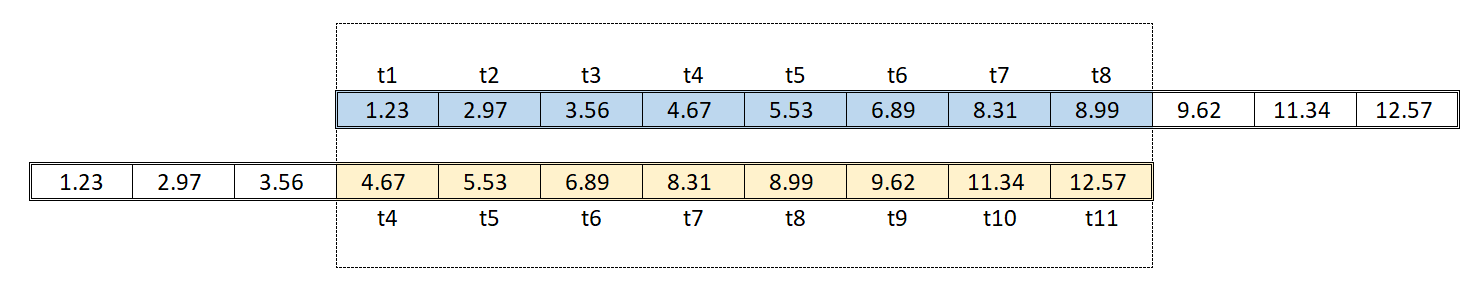 t1 t2 t3 t4 t5 t6 t7 t8
1.23 2.97 3.56 4.67 5.53 6.89 8.31 8.99 9.62 11.34 12.57
1.23 2.97 3.56 4.67 5.53 6.89 8.31 8.99 9.62 11.34 12.57
t4 t5 t6 t7 t8 t9 t10 t11